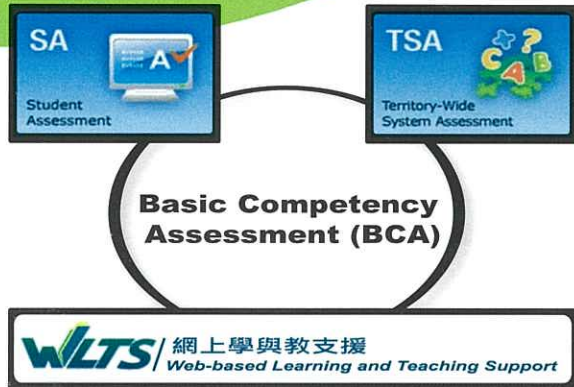 SA
A
Student
Assessment
TSA
? C A B
Territory-Wide
System Assessment
Basic Competency
Assessment (BCA)
WLTS/ 網上學與教支援
Web-based Learning and Teaching Support